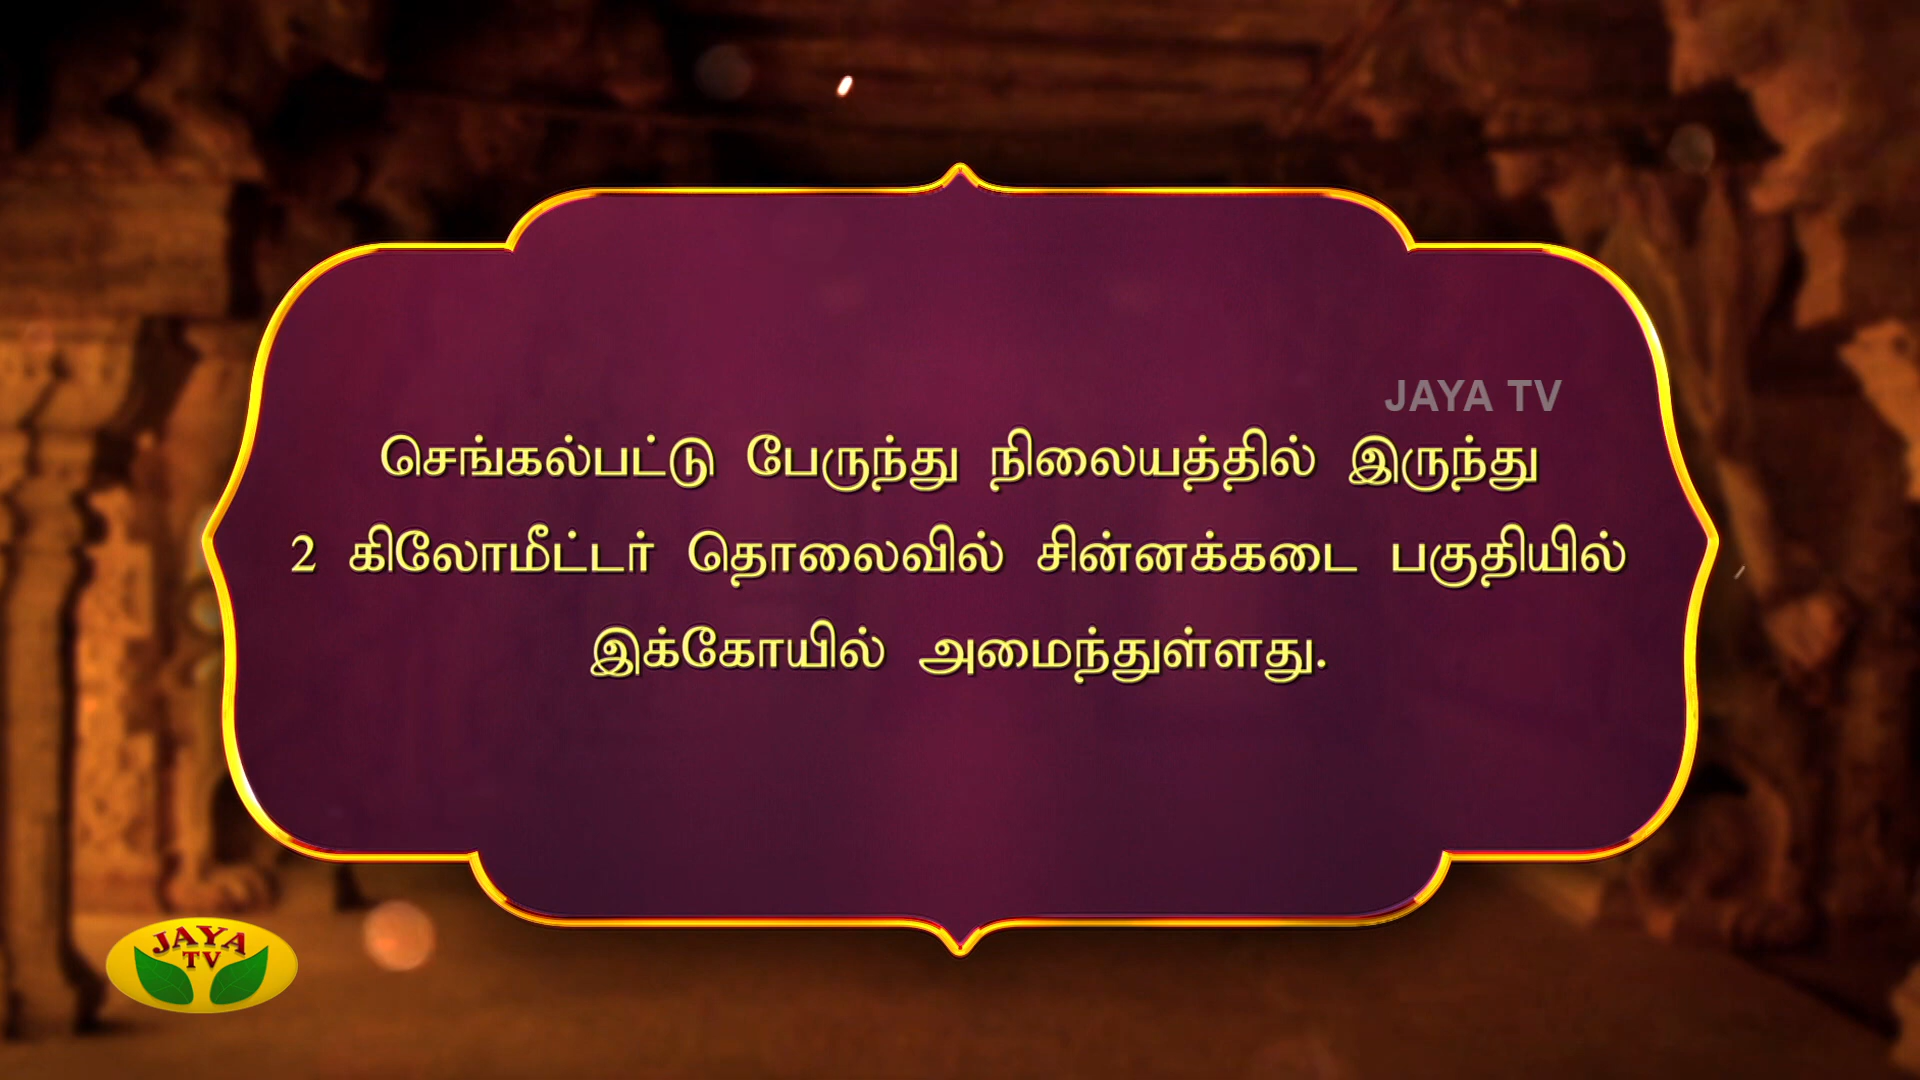 JAYA TV
செங்கல்பட்டு பேருந்து நிலையத்தில் இருந்து
2 கிலோமீட்டர் தொலைவில் சின்னக்கடை பகுதியில்
இக்கோயில் அமைந்துள்ளது.
JAYA
TV